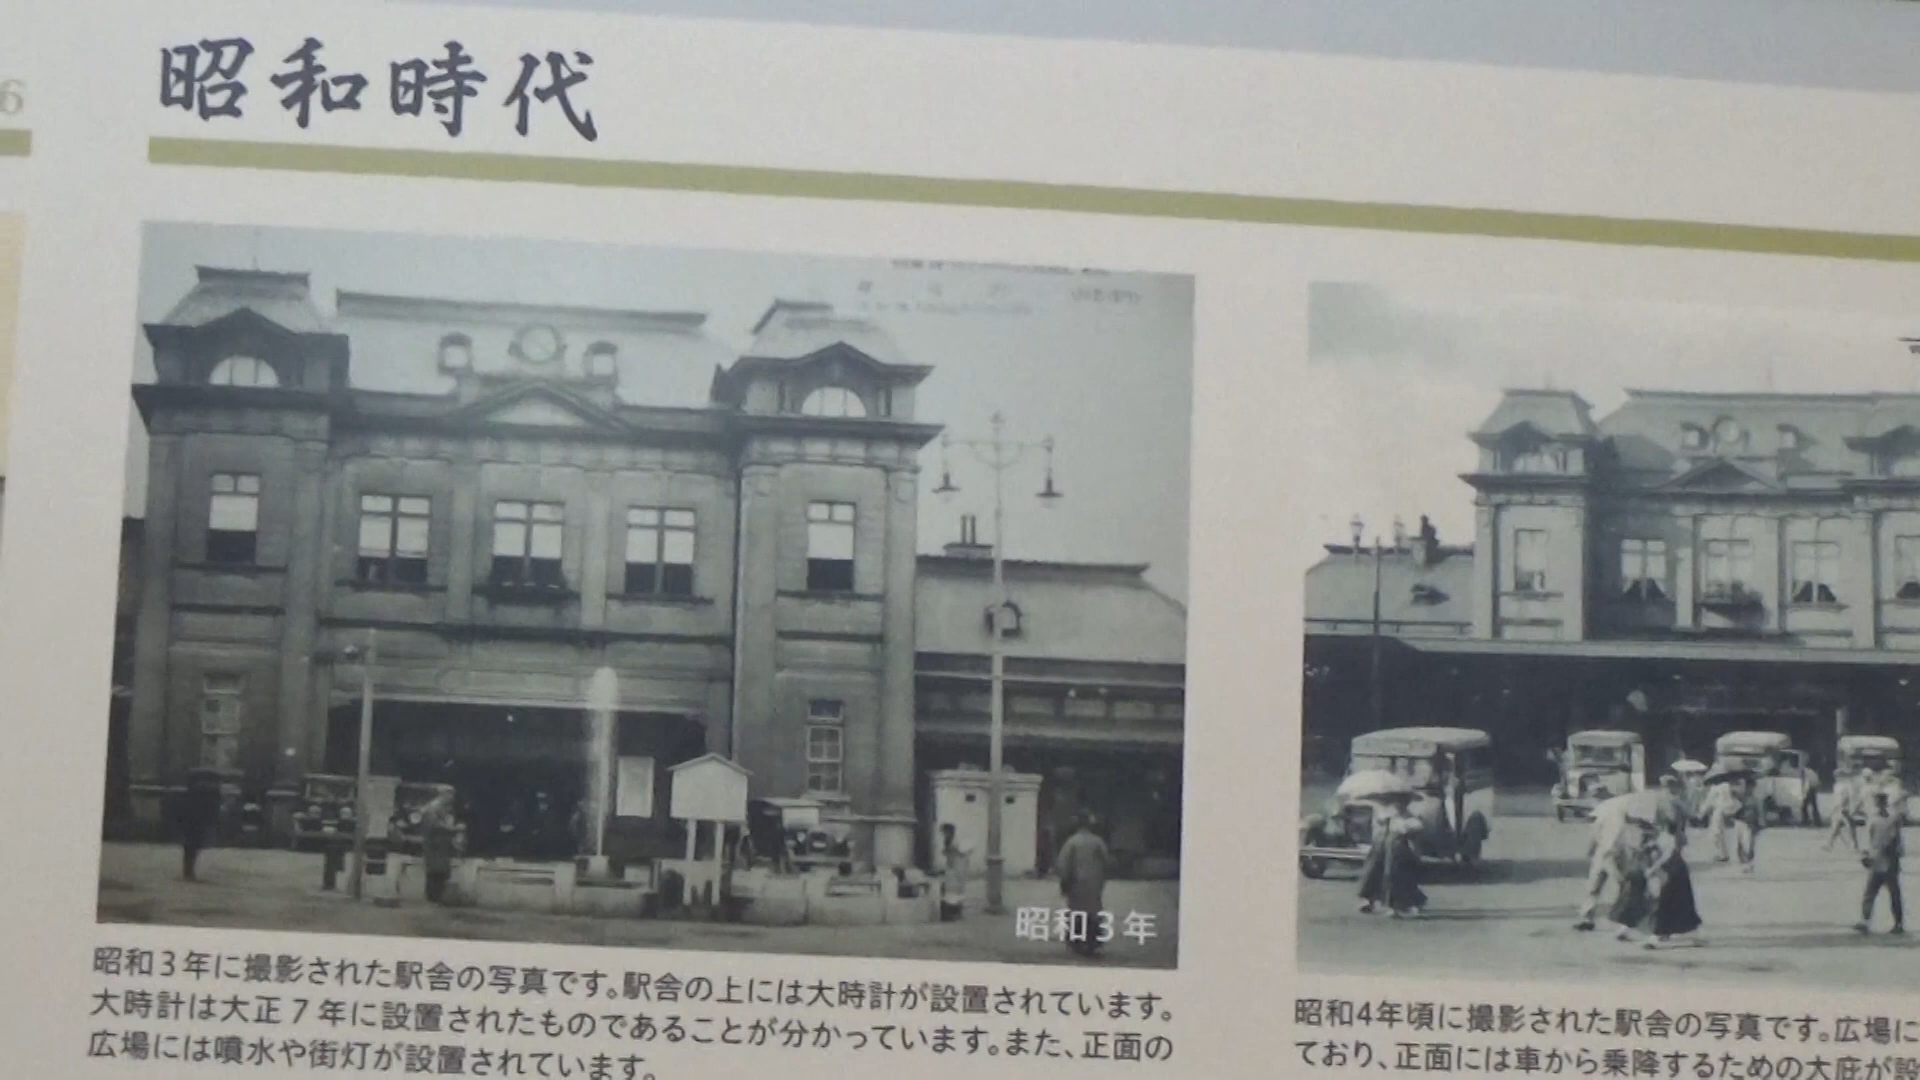 6
昭和時代
昭和3年
昭和3年に撮影された駅舎の写真です。駅舎の上には大時計が設置されています。
大時計は大正7年に設置されたものであることが分かっています。また、正面の
広場には噴水や街灯が設置されています。
昭和4年頃に撮影された駅舎の写真です。広場に
ており、正面には車から乗降するための大庇が設